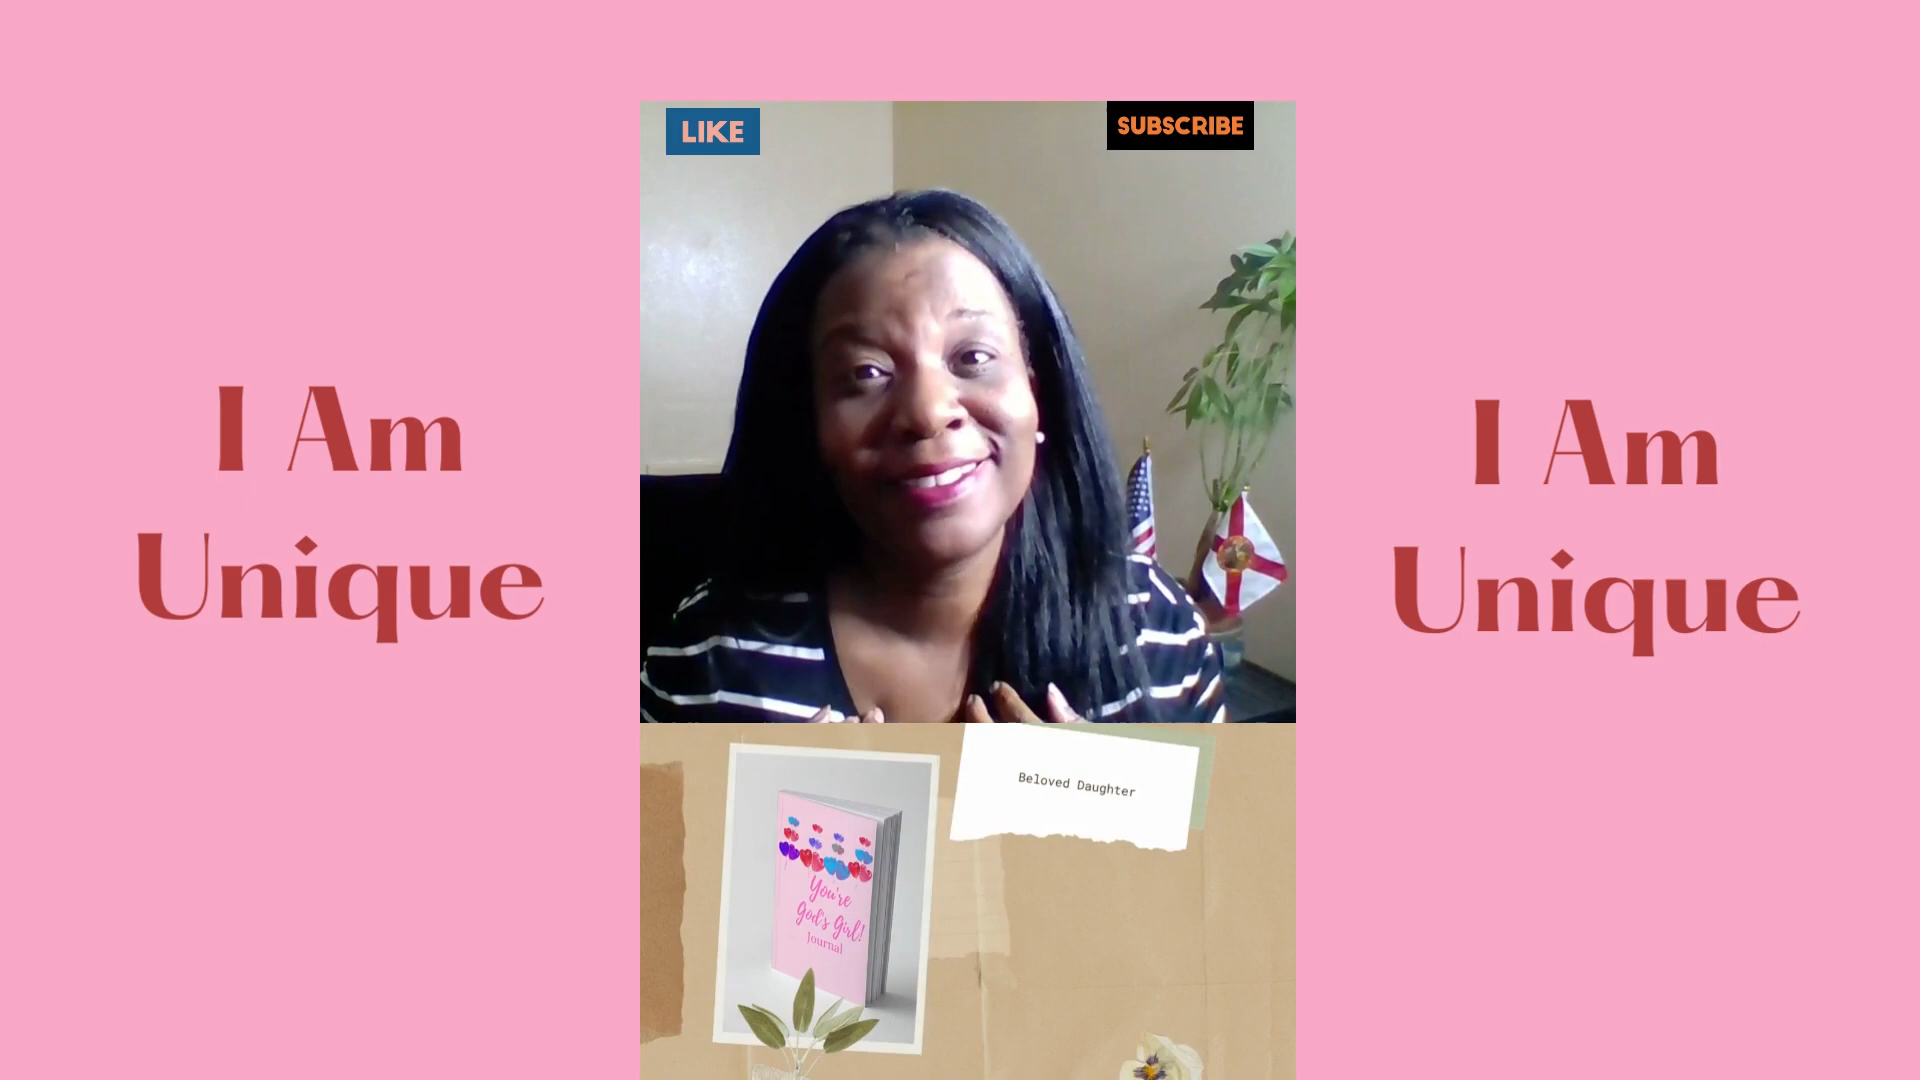 LIKE
SUBSCRIBE
I Am
Unique
I Am
Unique
Beloved Daughter
You're
God's Girl!
Journal